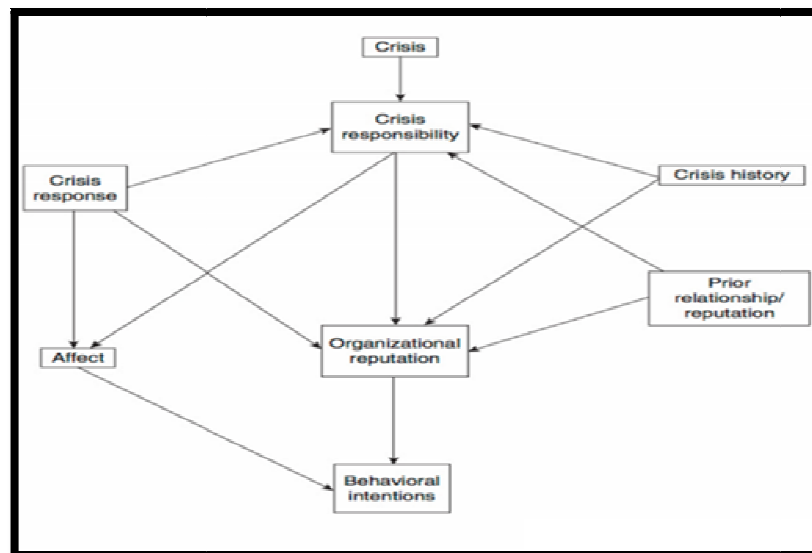 Crisis
Crisis
responsibility
Crisis
response
Crisis history
Prior
relationship/
reputation
Organizational
reputation
Affect
Behavioral
intentions